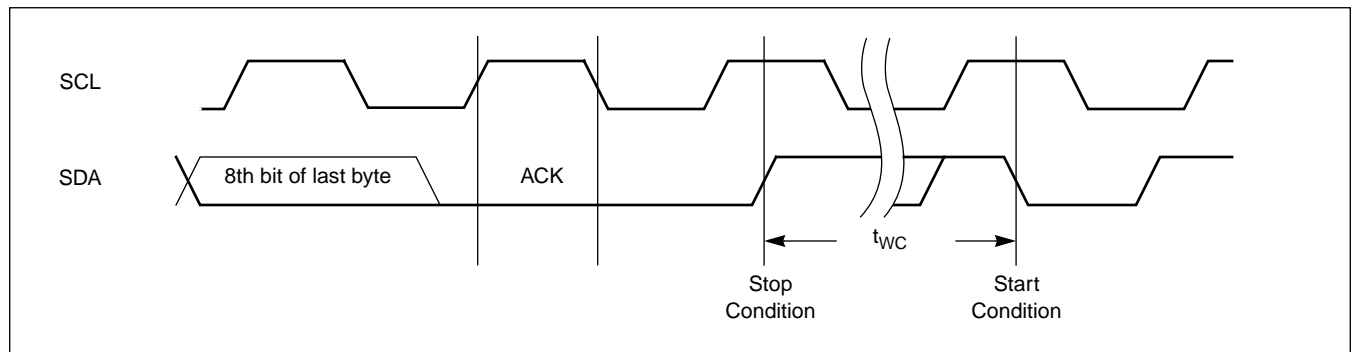 SCL
SDA
8th bit of last byte
ACK
tWC
Stop
Condition
Start
Condition